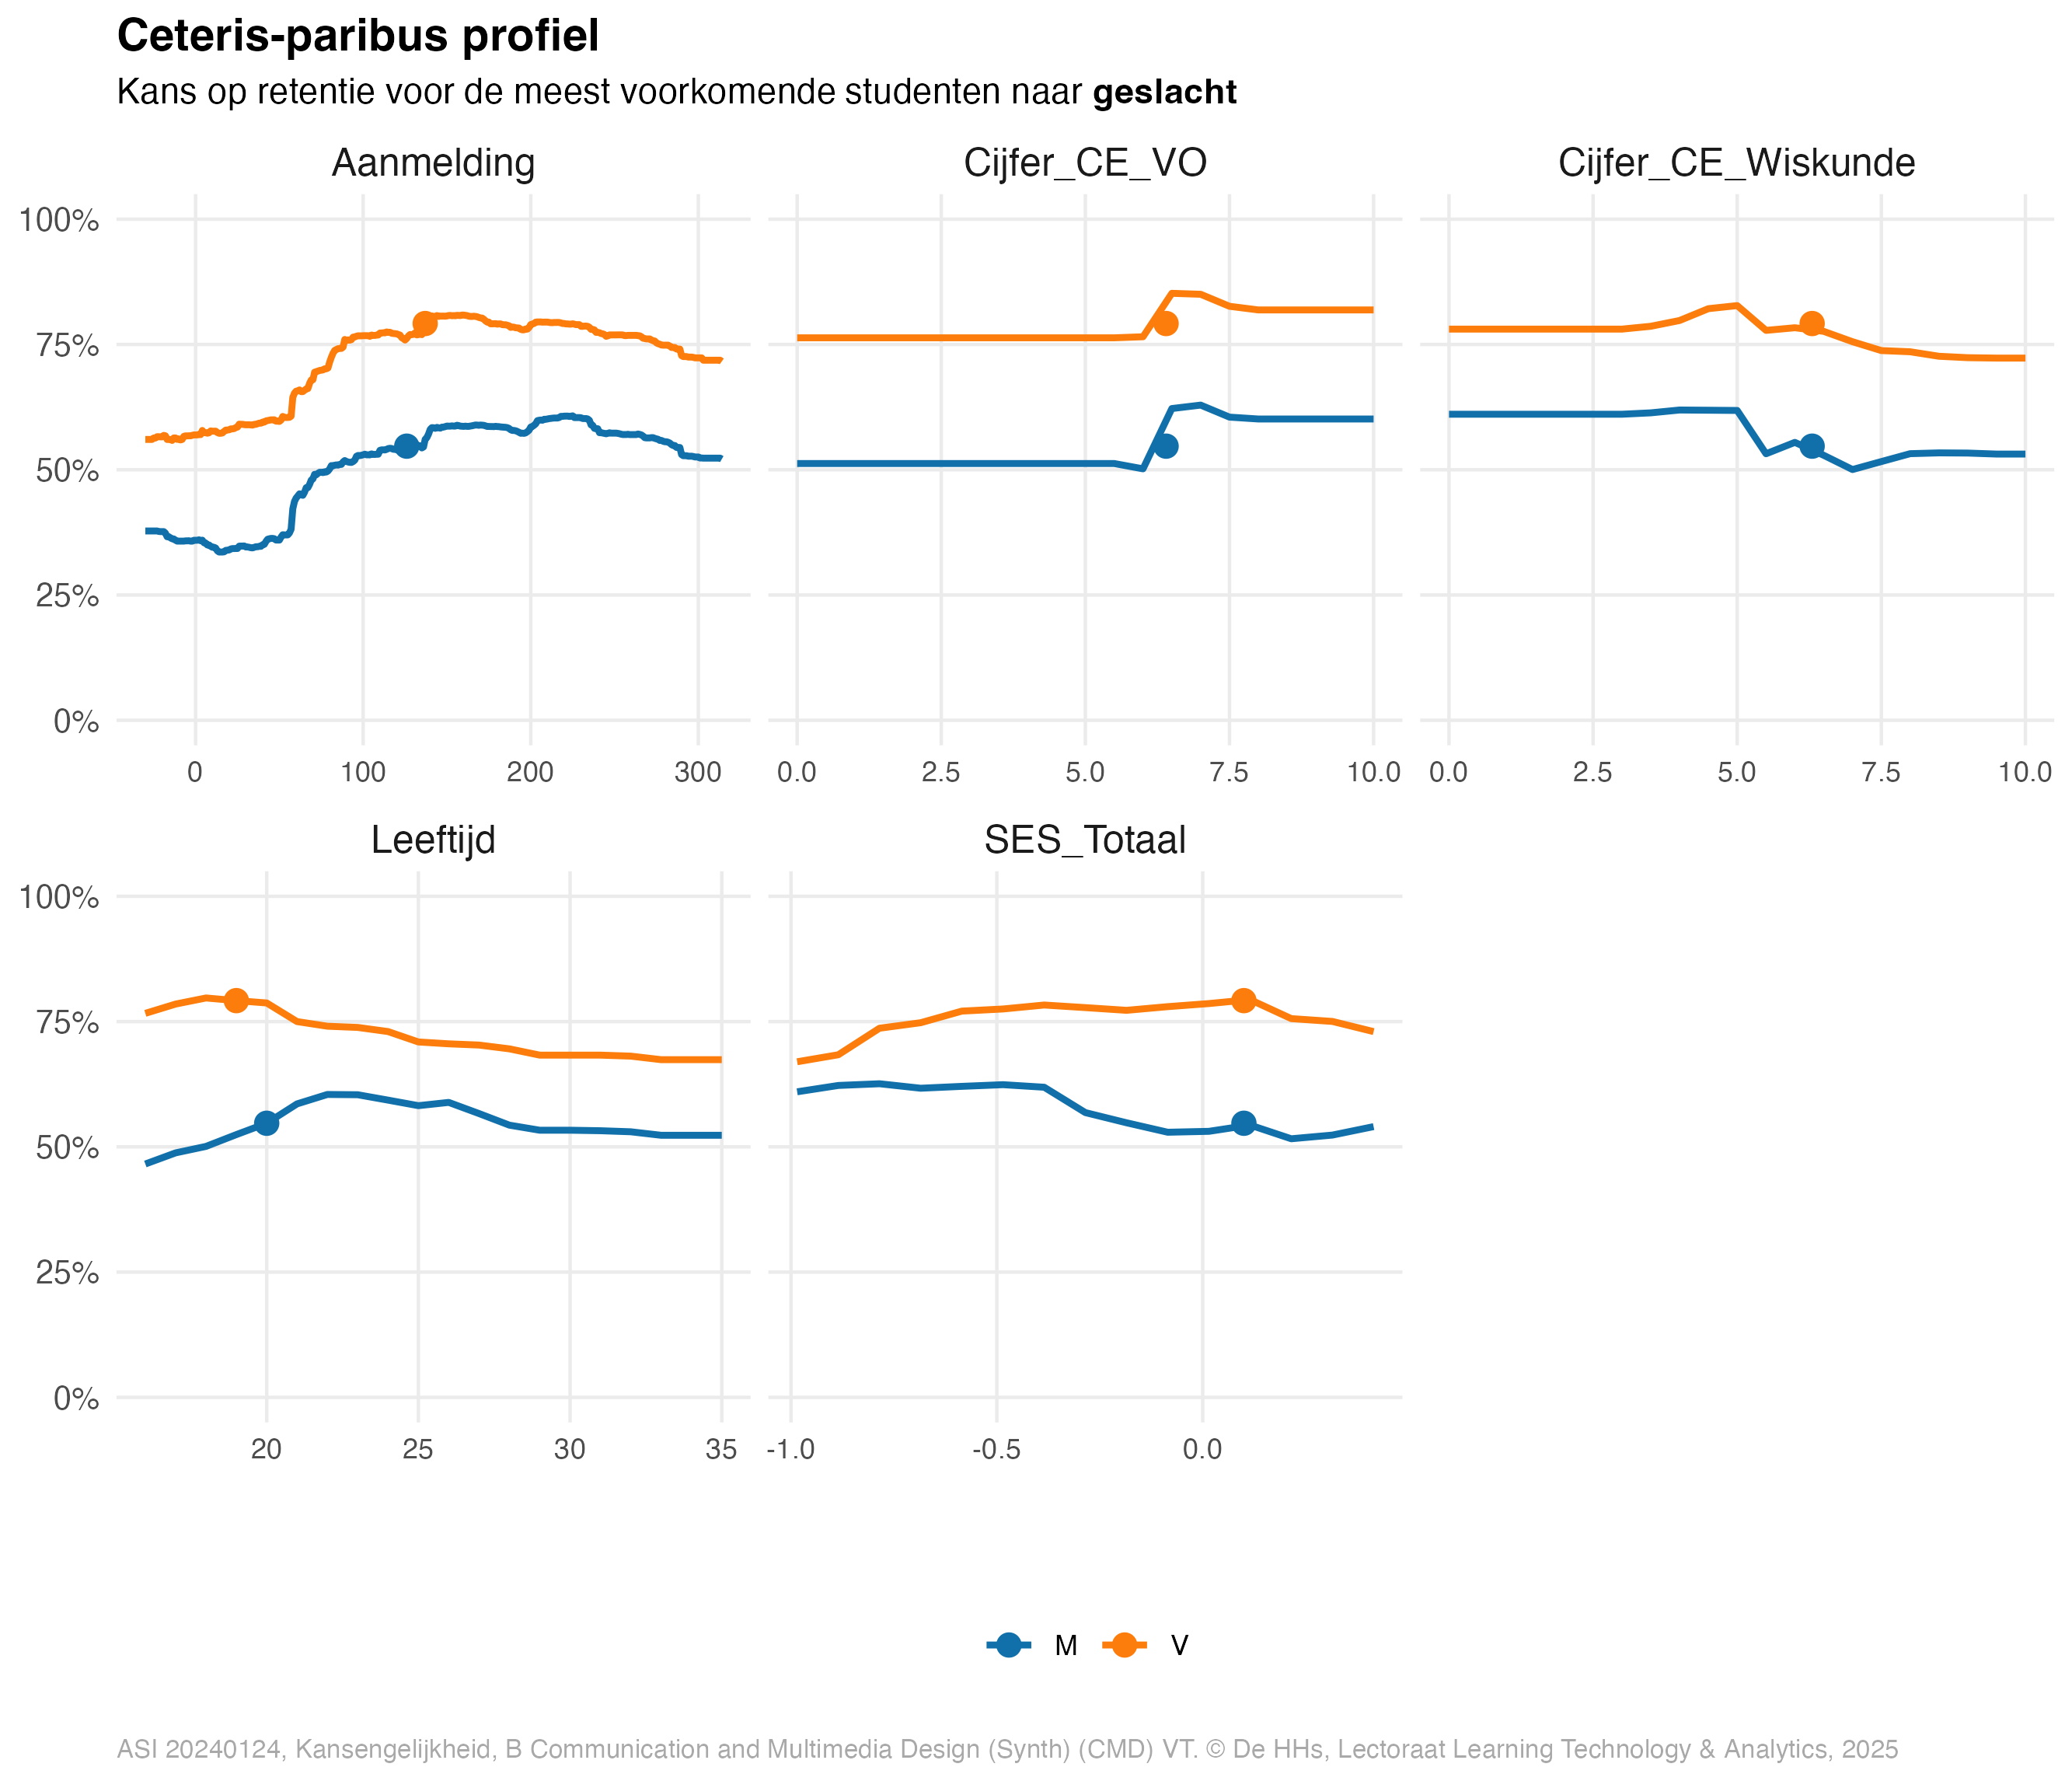 Ceteris-paribus profiel
Kans op retentie voor de meest voorkomende studenten naar geslacht
Aanmelding
Cijfer_CE_VO
Cijfer_CE_Wiskunde
100%
75%
50%
25%
0%
0 100 200 300
0.0 2.5 5.0 7.5 10.0
0.0 2.5 5.0 7.5 10.0
Leeftijd
SES_Totaal
100%
75%
50%
25%
0%
20 25 30 35
-1.0 -0.5 0.0
M V
ASI 20240124, Kansengelijkheid, B Communication and Multimedia Design (Synth) (CMD) VT. © De HHs, Lectoraat Learning Technology & Analytics, 2025